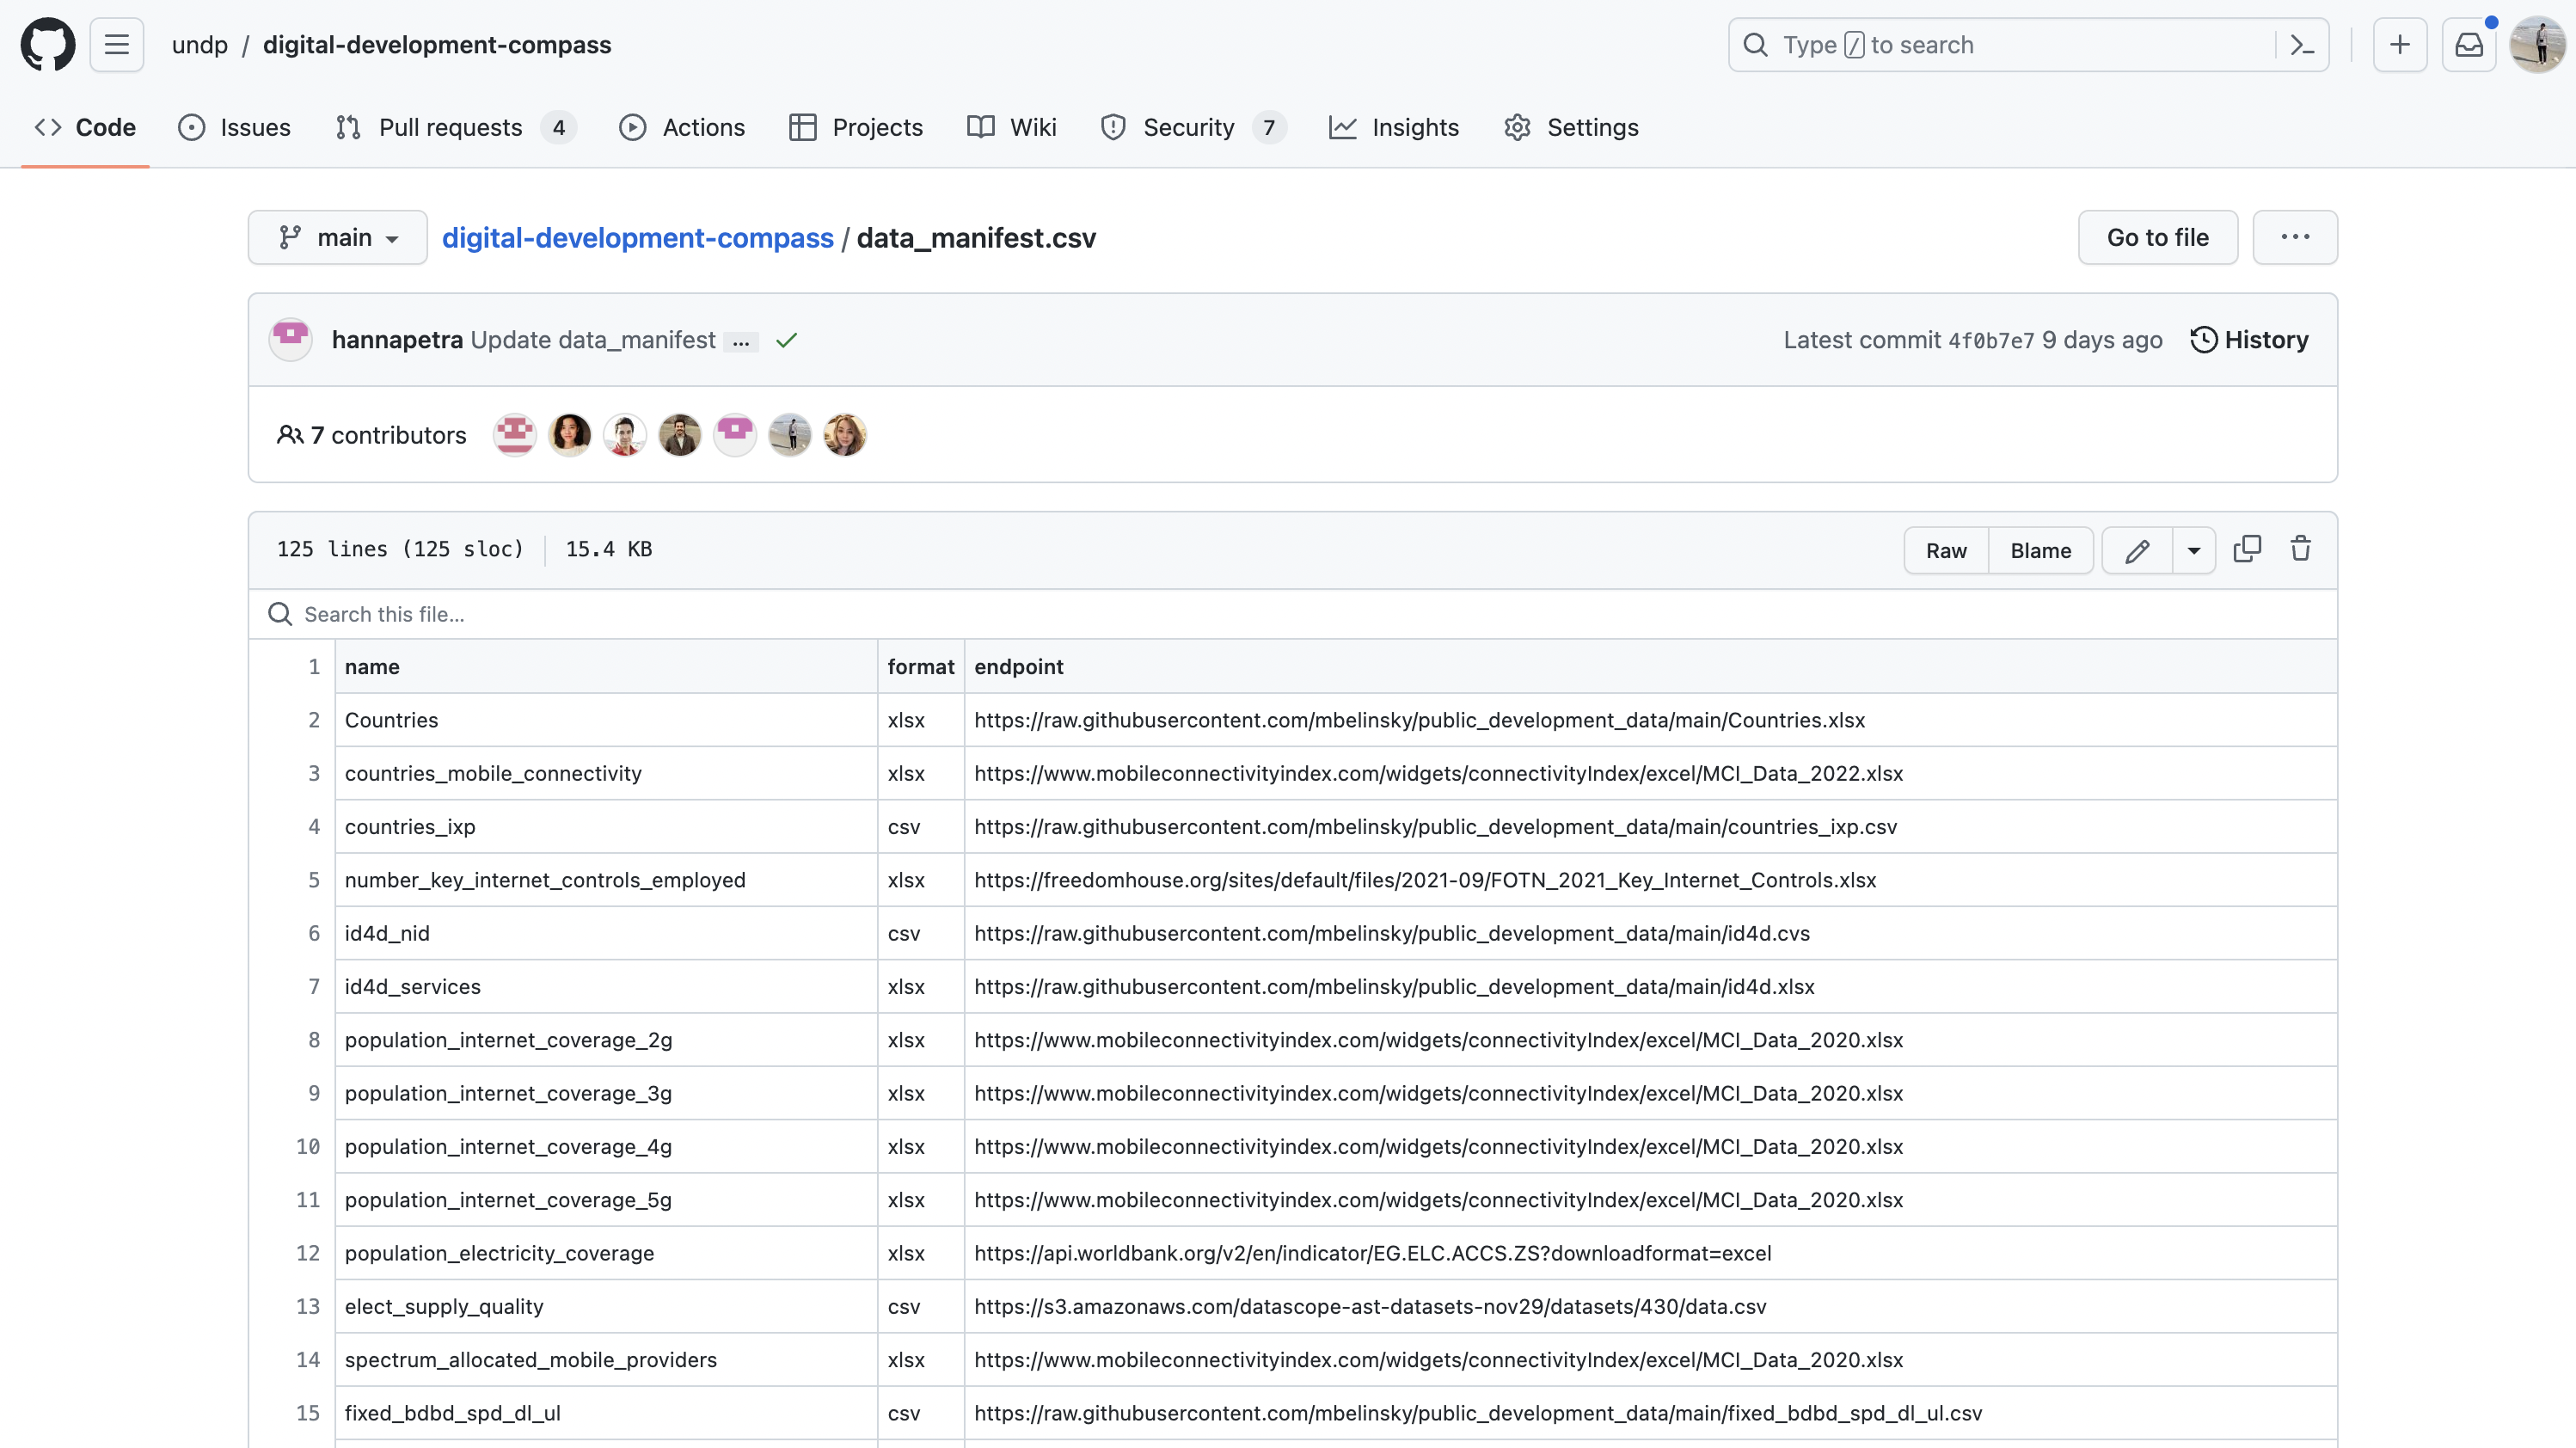 undp / digital-development-compass
Type / to search
Code
Issues
Pull requests 4
Actions
Projects
Wiki
Security 7
Insights
Settings
main digital-development-compass / data_manifest.csv
Go to file
...
hannapetra Update data_manifest ...
Latest commit 4f0b7e7 9 days ago History
7 contributors
125 lines (125 sloc) 15.4 KB
Raw Blame
Search this file...
1 name format endpoint
2 Countries xlsx https://raw.githubusercontent.com/mbelinsky/public_development_data/main/Countries.xlsx
3 countries_mobile_connectivity xlsx https://www.mobileconnectivityindex.com/widgets/connectivityIndex/excel/MCI_Data_2022.xlsx
4 countries_ixp csv https://raw.githubusercontent.com/mbelinsky/public_development_data/main/countries_ixp.csv
5 number_key_internet_controls_employed xlsx https://freedomhouse.org/sites/default/files/2021-09/FOTN_2021_Key_Internet_Controls.xlsx
6 id4d_nid csv https://raw.githubusercontent.com/mbelinsky/public_development_data/main/id4d.cvs
7 id4d_services xlsx https://raw.githubusercontent.com/mbelinsky/public_development_data/main/id4d.xlsx
8 population_internet_coverage_2g xlsx https://www.mobileconnectivityindex.com/widgets/connectivityIndex/excel/MCI_Data_2020.xlsx
9 population_internet_coverage_3g xlsx https://www.mobileconnectivityindex.com/widgets/connectivityIndex/excel/MCI_Data_2020.xlsx
10 population_internet_coverage_4g xlsx https://www.mobileconnectivityindex.com/widgets/connectivityIndex/excel/MCI_Data_2020.xlsx
11 population_internet_coverage_5g xlsx https://www.mobileconnectivityindex.com/widgets/connectivityIndex/excel/MCI_Data_2020.xlsx
12 population_electricity_coverage xlsx https://api.worldbank.org/v2/en/indicator/EG.ELC.ACCS.ZS?downloadformat=excel
13 elect_supply_quality csv https://s3.amazonaws.com/datascope-ast-datasets-nov29/datasets/430/data.csv
14 spectrum_allocated_mobile_providers xlsx https://www.mobileconnectivityindex.com/widgets/connectivityIndex/excel/MCI_Data_2020.xlsx
15 fixed_bdbd_spd_dl_ul csv https://raw.githubusercontent.com/mbelinsky/public_development_data/main/fixed_bdbd_spd_dl_ul.csv